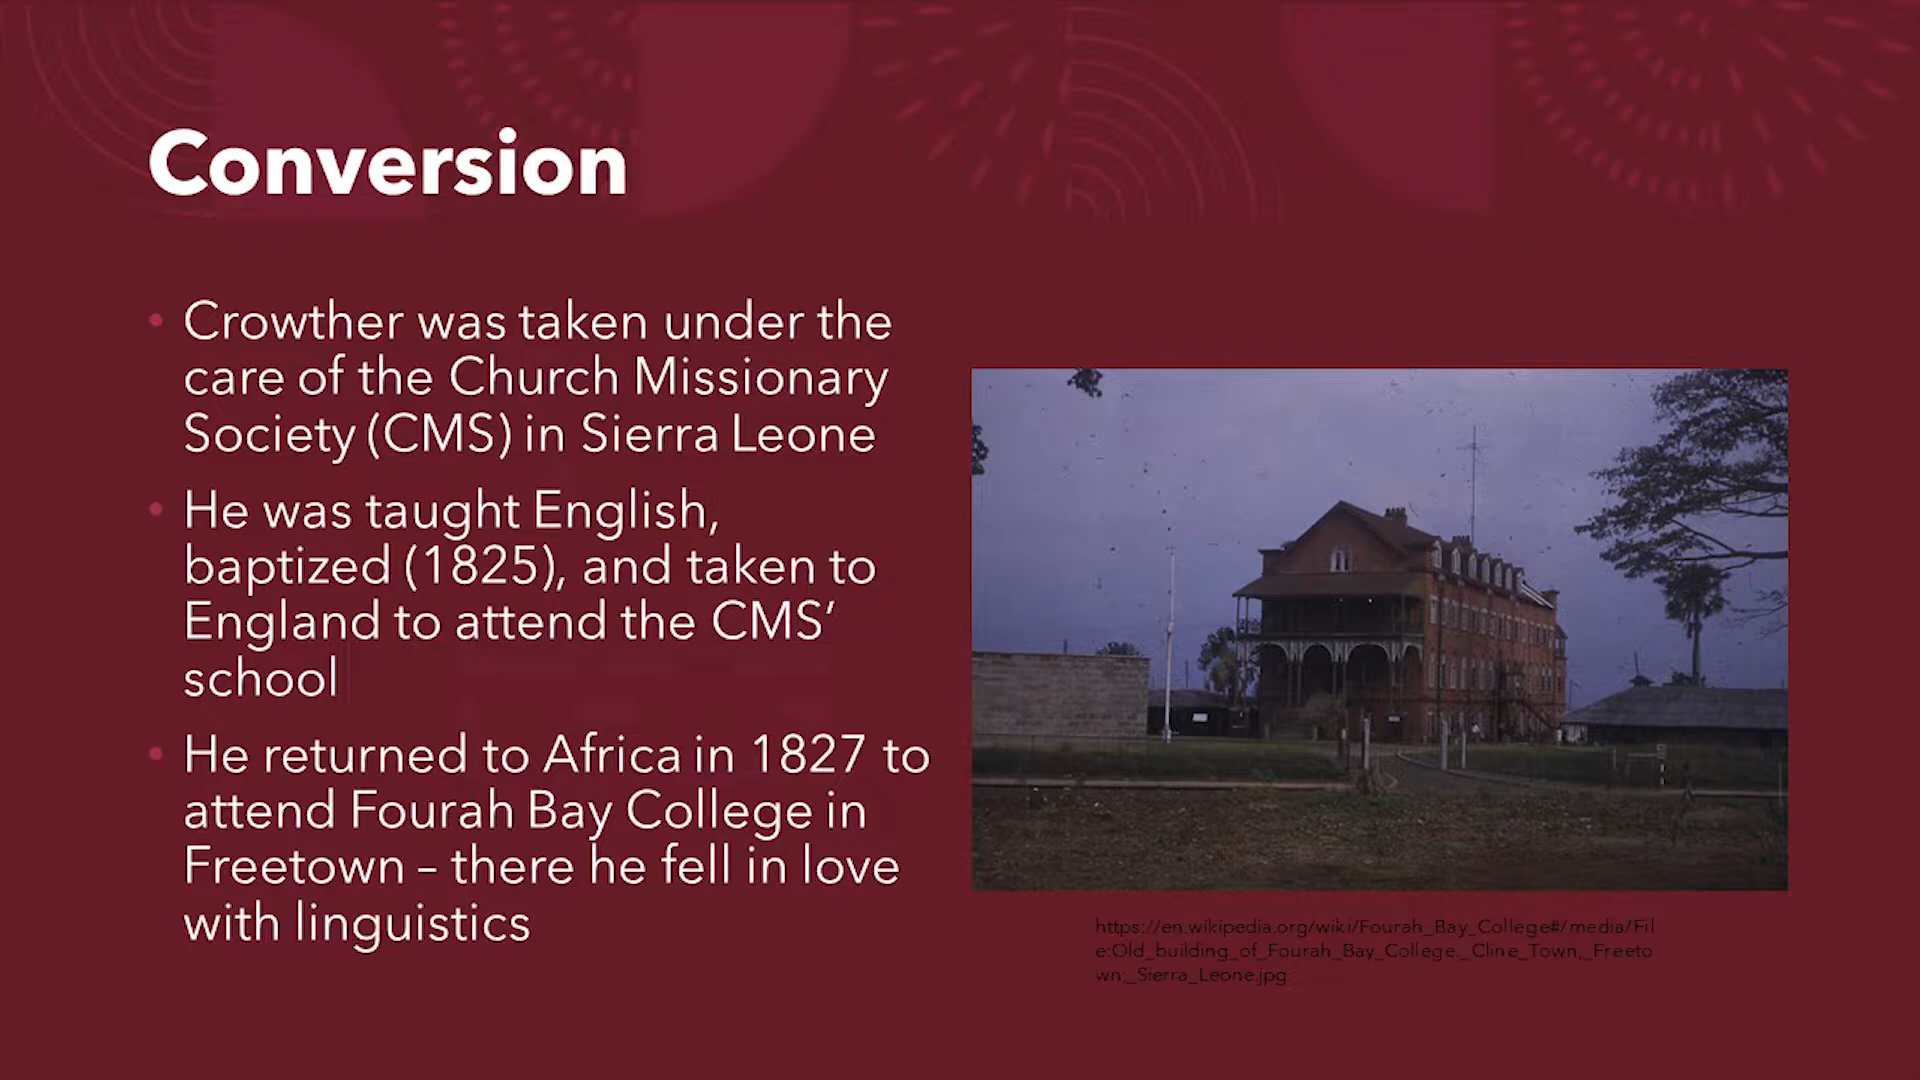 Conversion
• Crowther was taken under the
care of the Church Missionary
Society (CMS) in Sierra Leone
• He was taught English,
baptized (1825), and taken to
England to attend the CMS’
school
• He returned to Africa in 1827 to
attend Fourah Bay College in
Freetown – there he fell in love
with linguistics
https://en.wikipedia.org/wiki/Fourah_Bay_College#/media/Fil
e:Old_building_of_Fourah_Bay_College,_Cline_Town,_Freeto
wn,_Sierra_Leone.jpg